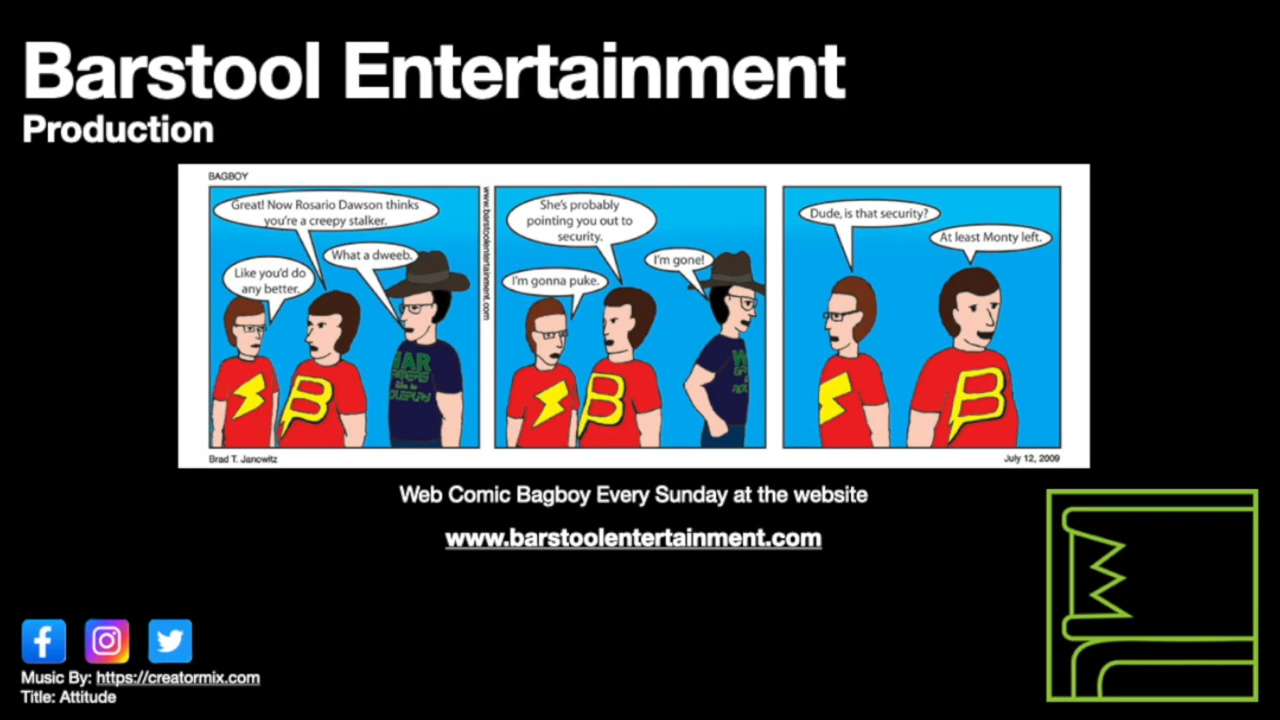 Barstool Entertainment
Production
BAGBOY
Great! Now Rosario Dawson thinks
you're a creepy stalker.
What a dweeb.
Like you'd do
any better.
www.barstoolentertainment.com
She's probably
pointing you out to
security.
I'm gone!
I'm gonna puke.
Dude, is that security?
At least Monty left.
B
B
B
Brad T. Janowitz
July 12, 2009
Web Comic Bagboy Every Sunday at the website
www.barstoolentertainment.com
Music By: https://creatormix.com
Title: Attitude